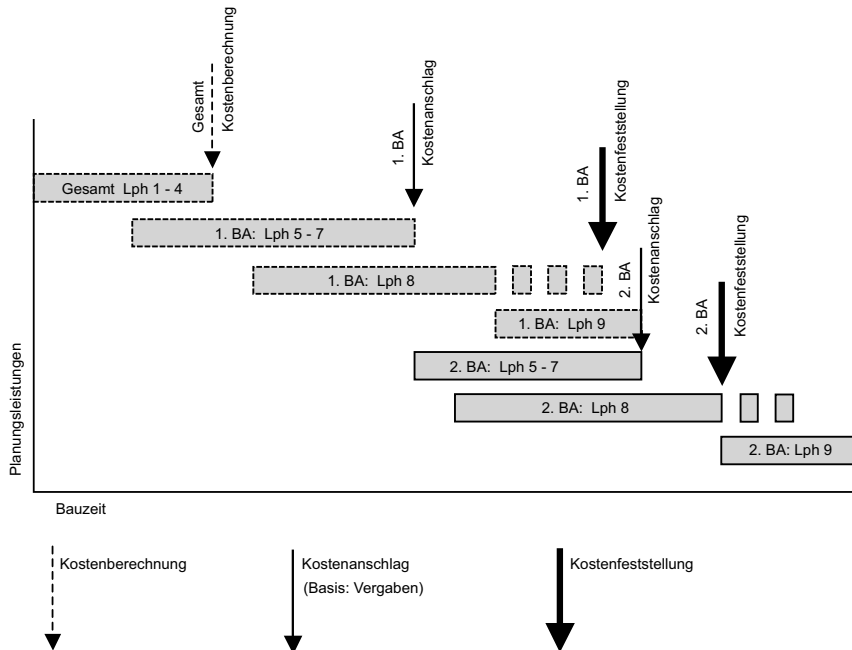 Gesamt
Kostenberechnung
1. BA
Kostenanschlag
1. BA
Kostenfeststellung
2. BA
Kostenanschlag
2. BA
Kostenfeststellung
Gesamt Lph 1 - 4
1. BA: Lph 5 - 7
1. BA: Lph 8
1. BA: Lph 9
2. BA: Lph 5 - 7
2. BA: Lph 8
2. BA: Lph 9
Planungsleistungen
Bauzeit
Kostenberechnung
Kostenanschlag
(Basis: Vergaben)
Kostenfeststellung